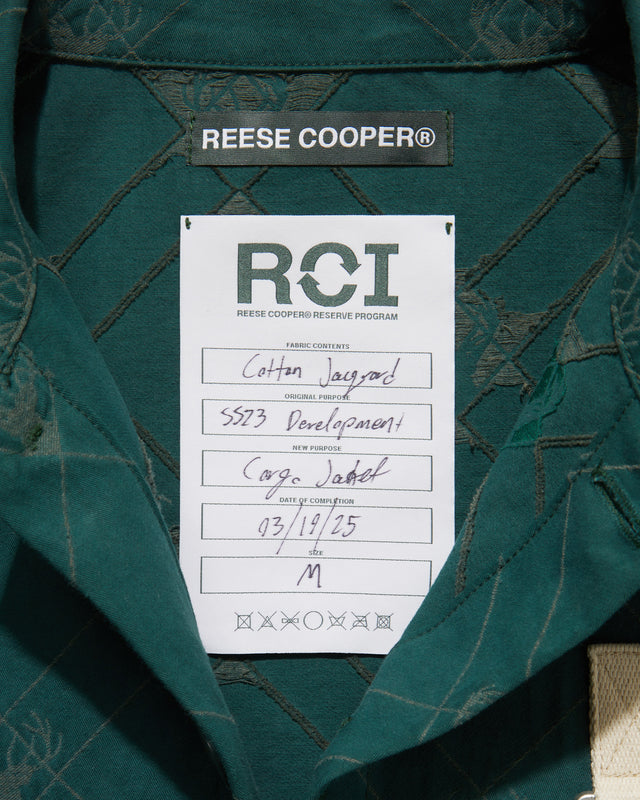 REESE COOPER®
RCI
REESE COOPER® RESERVE PROGRAM
FABRIC CONTENTS
Cotton Jacquard
ORIGINAL PURPOSE
SS23 Development
NEW PURPOSE
Cargo Jacket
DATE OF COMPLETION
03/19/25
SIZE
M